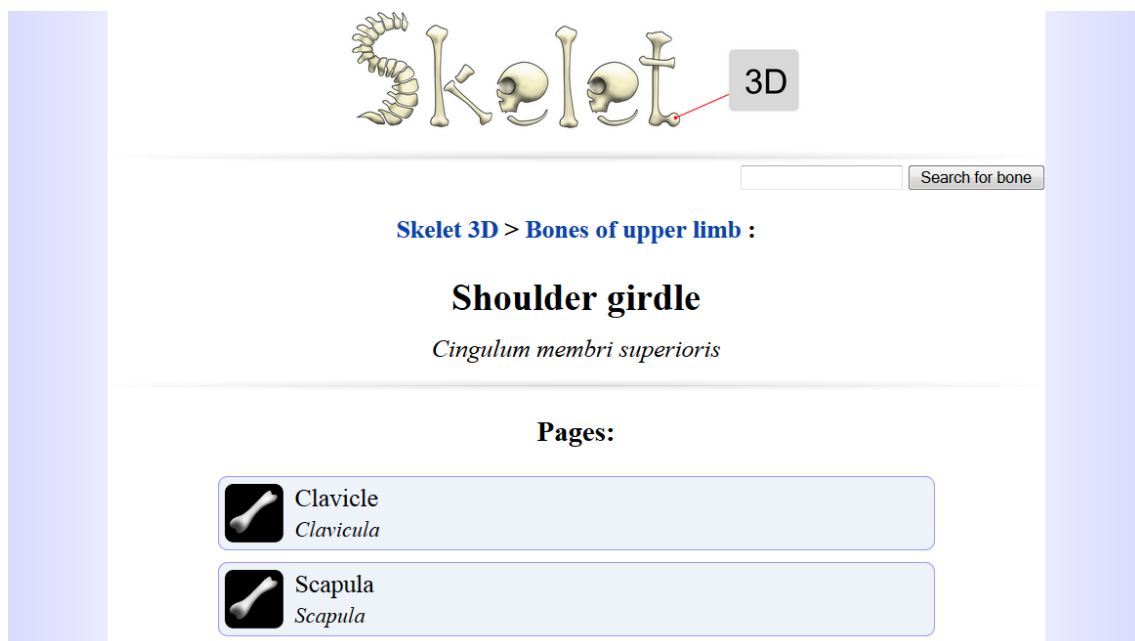 Skelet
3D
Search for bone
Skelet 3D > Bones of upper limb :
Shoulder girdle
Cingulum membri superioris
Pages:
Clavicle
Clavicula
Scapula
Scapula